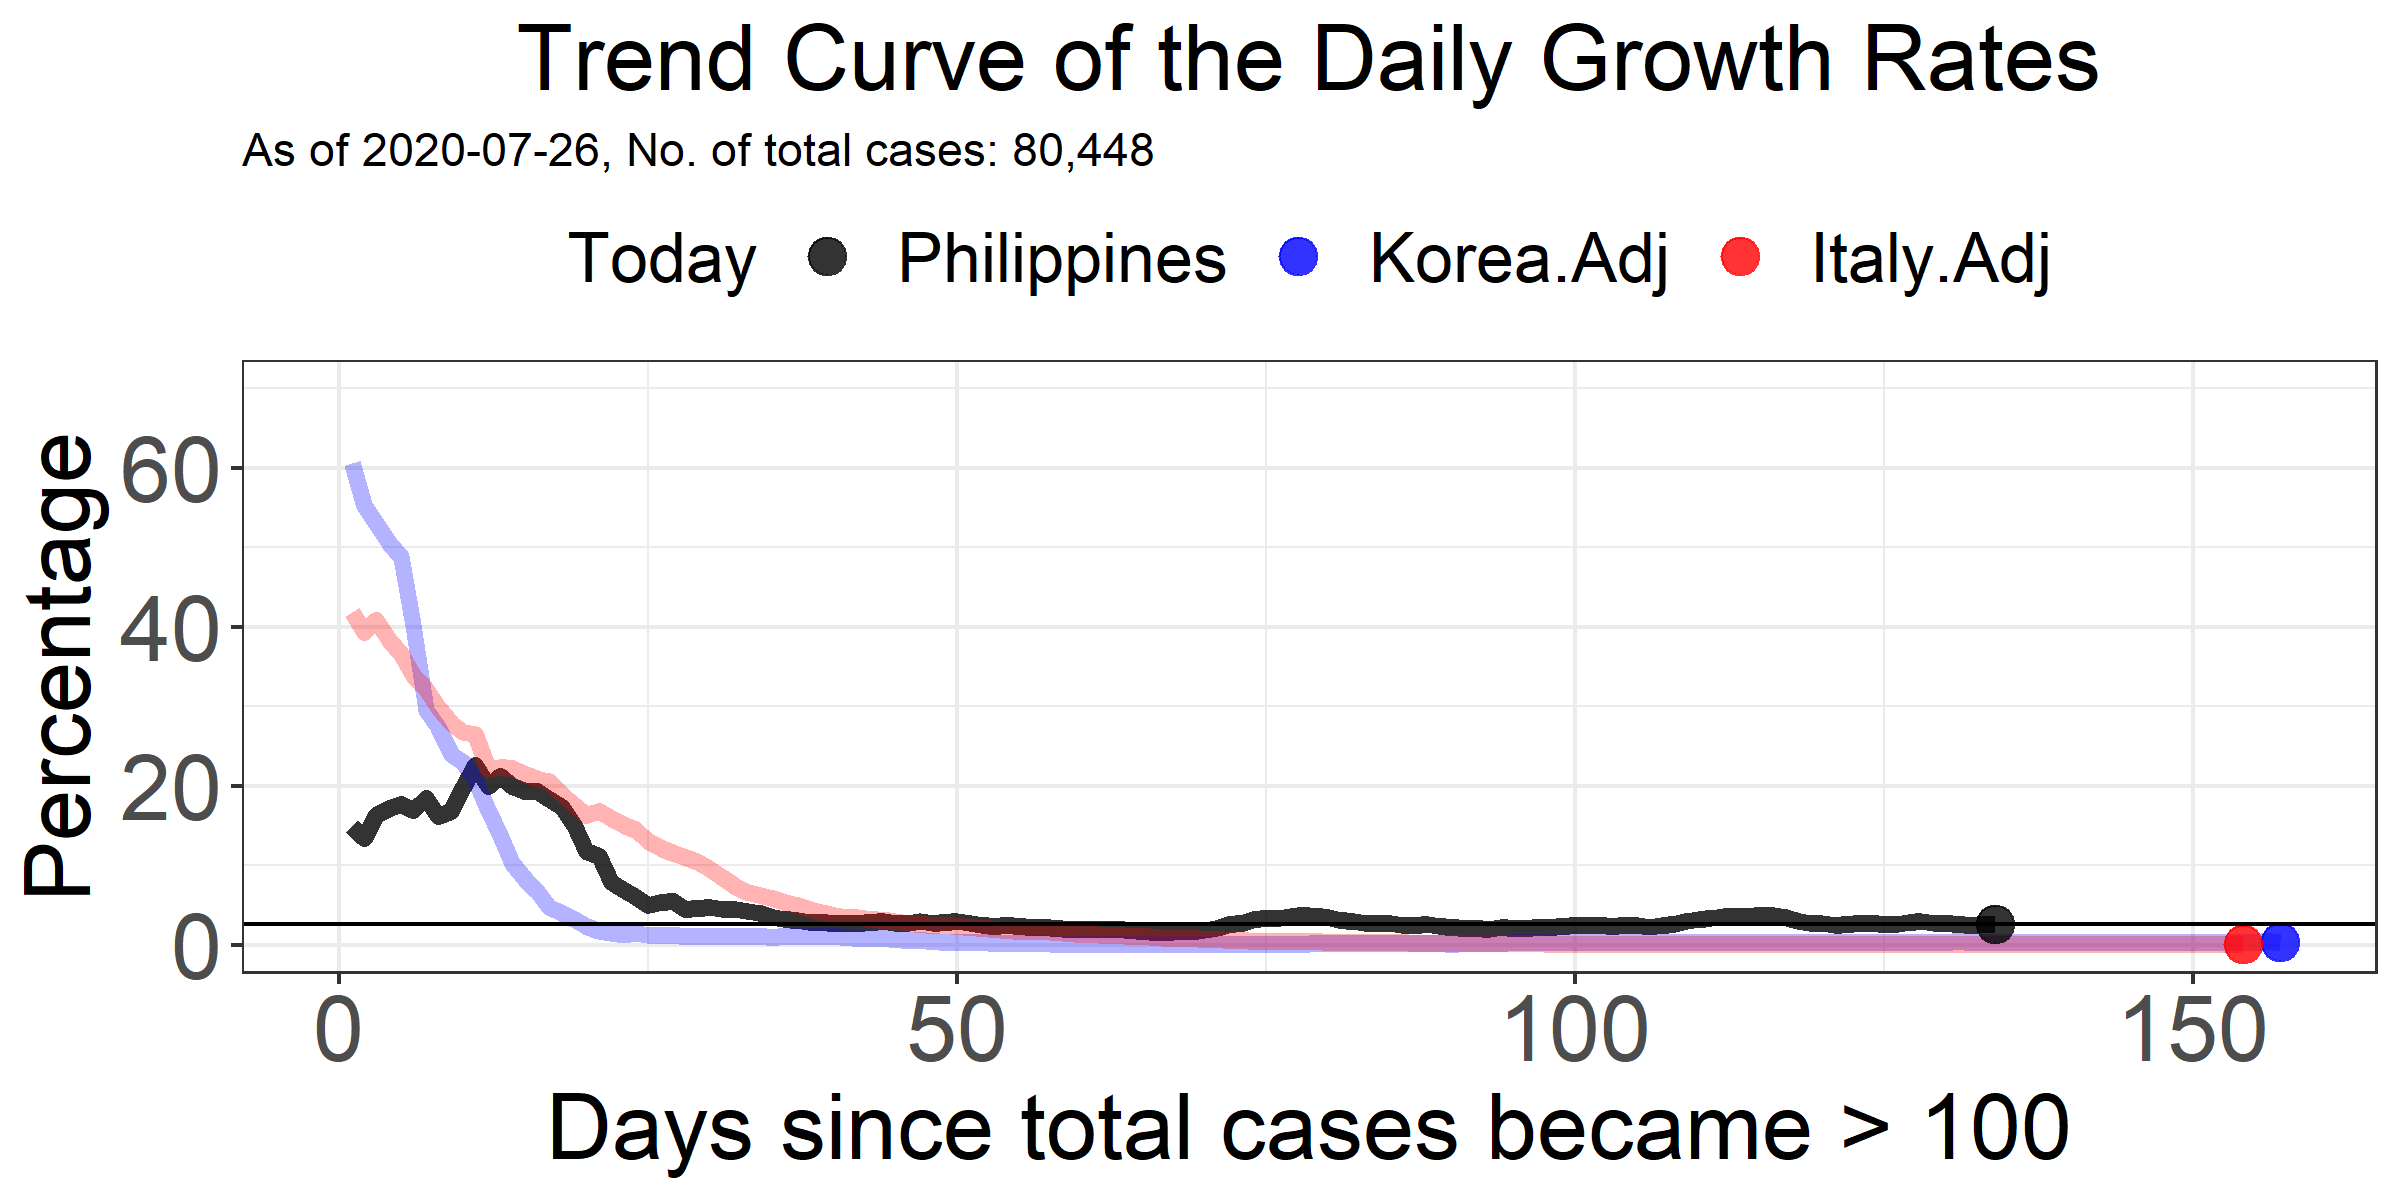 Trend Curve of the Daily Growth Rates
As of 2020-07-26, No. of total cases: 80,448
Today Philippines Korea.Adj Italy.Adj
Percentage
60
40
20
0
0 50 100 150
Days since total cases became > 100